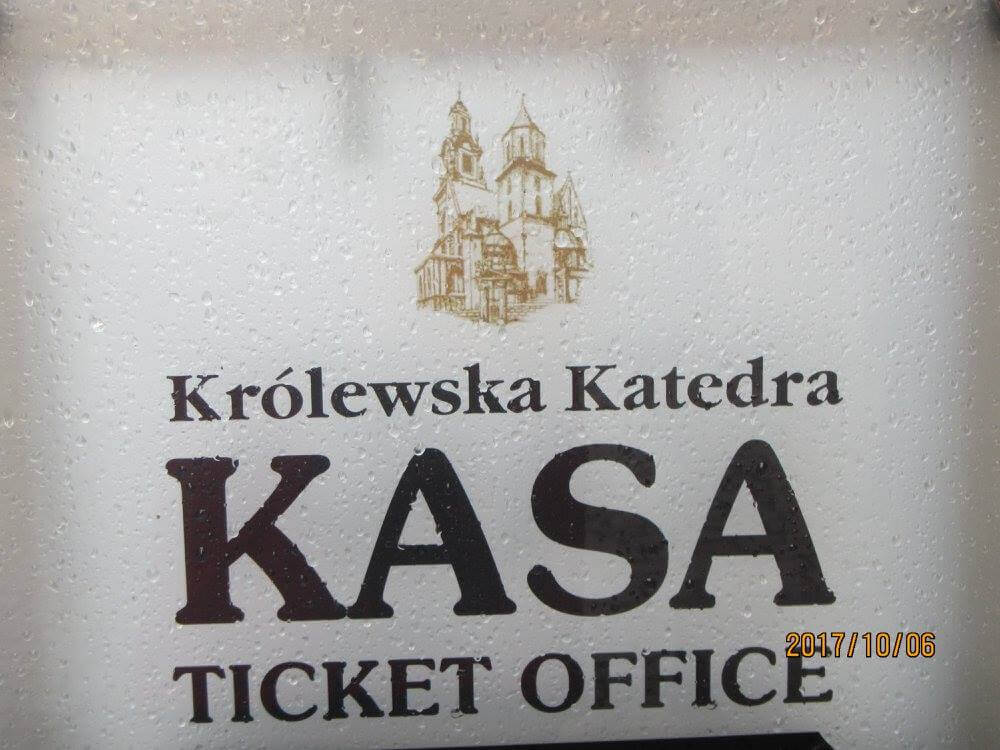 Królewska Katedra
KASA
2017/10/06
TICKET OFFICE